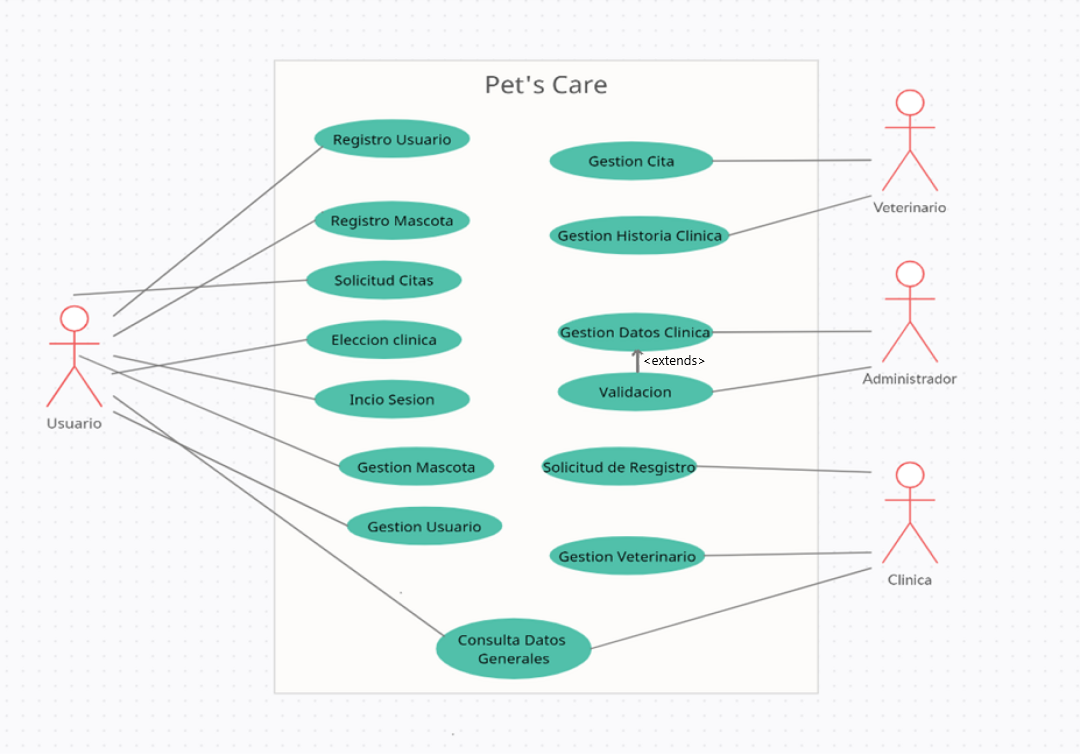 Pet's Care
Registro Usuario
Registro Mascota
Solicitud Citas
Eleccion clinica
Incio Sesion
Gestion Mascota
Gestion Usuario
Consulta Datos
Generales
Gestion Cita
Gestion Historia Clinica
Gestion Datos Clinica
<extends>
Validacion
Solicitud de Resgistro
Gestion Veterinario
Usuario
Veterinario
Administrador
Clinica